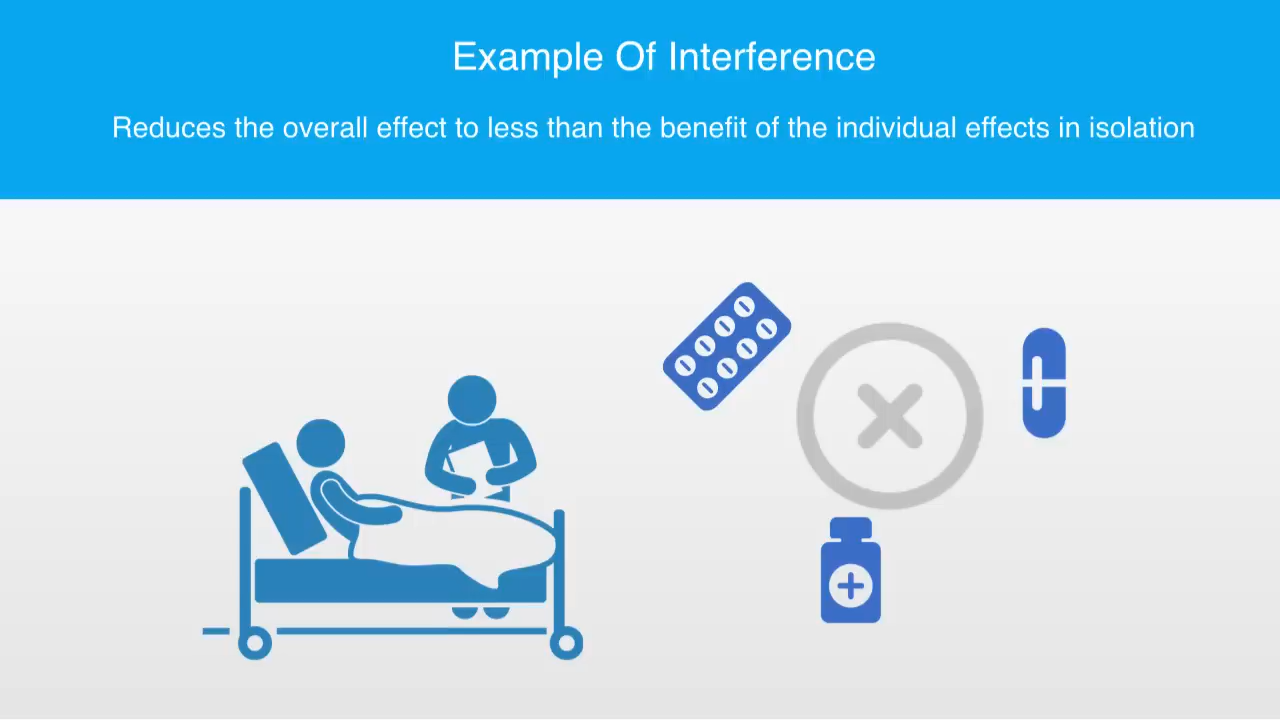 Example Of Interference
Reduces the overall effect to less than the benefit of the individual effects in isolation